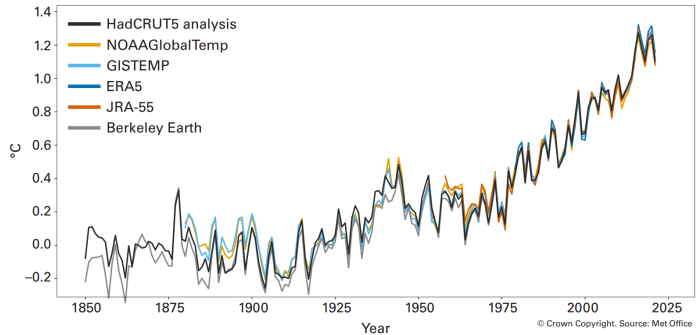 1.4
1.2
1.0
0.8
0.6
0.4
0.2
0.0
−0.2
°C
HadCRUT5 analysis
NOAAGlobalTemp
GISTEMP
ERA5
JRA-55
Berkeley Earth
1850
1875
1900
1925
1950
1975
2000
2025
Year
© Crown Copyright. Source: Met Office